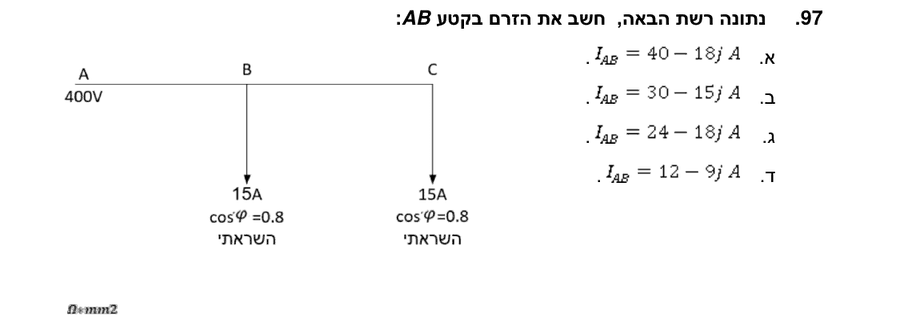 97. נתונה רשת הבאה, חשב את הזרם בקטע AB:
א. I_AB = 40 − 18j A .
ב. I_AB = 30 − 15j A .
ג. I_AB = 24 − 18j A .
ד. I_AB = 12 − 9j A .
A B C
400V
15A 15A
cosφ =0.8 cosφ=0.8
השראתי השראתי
Ω*mm2